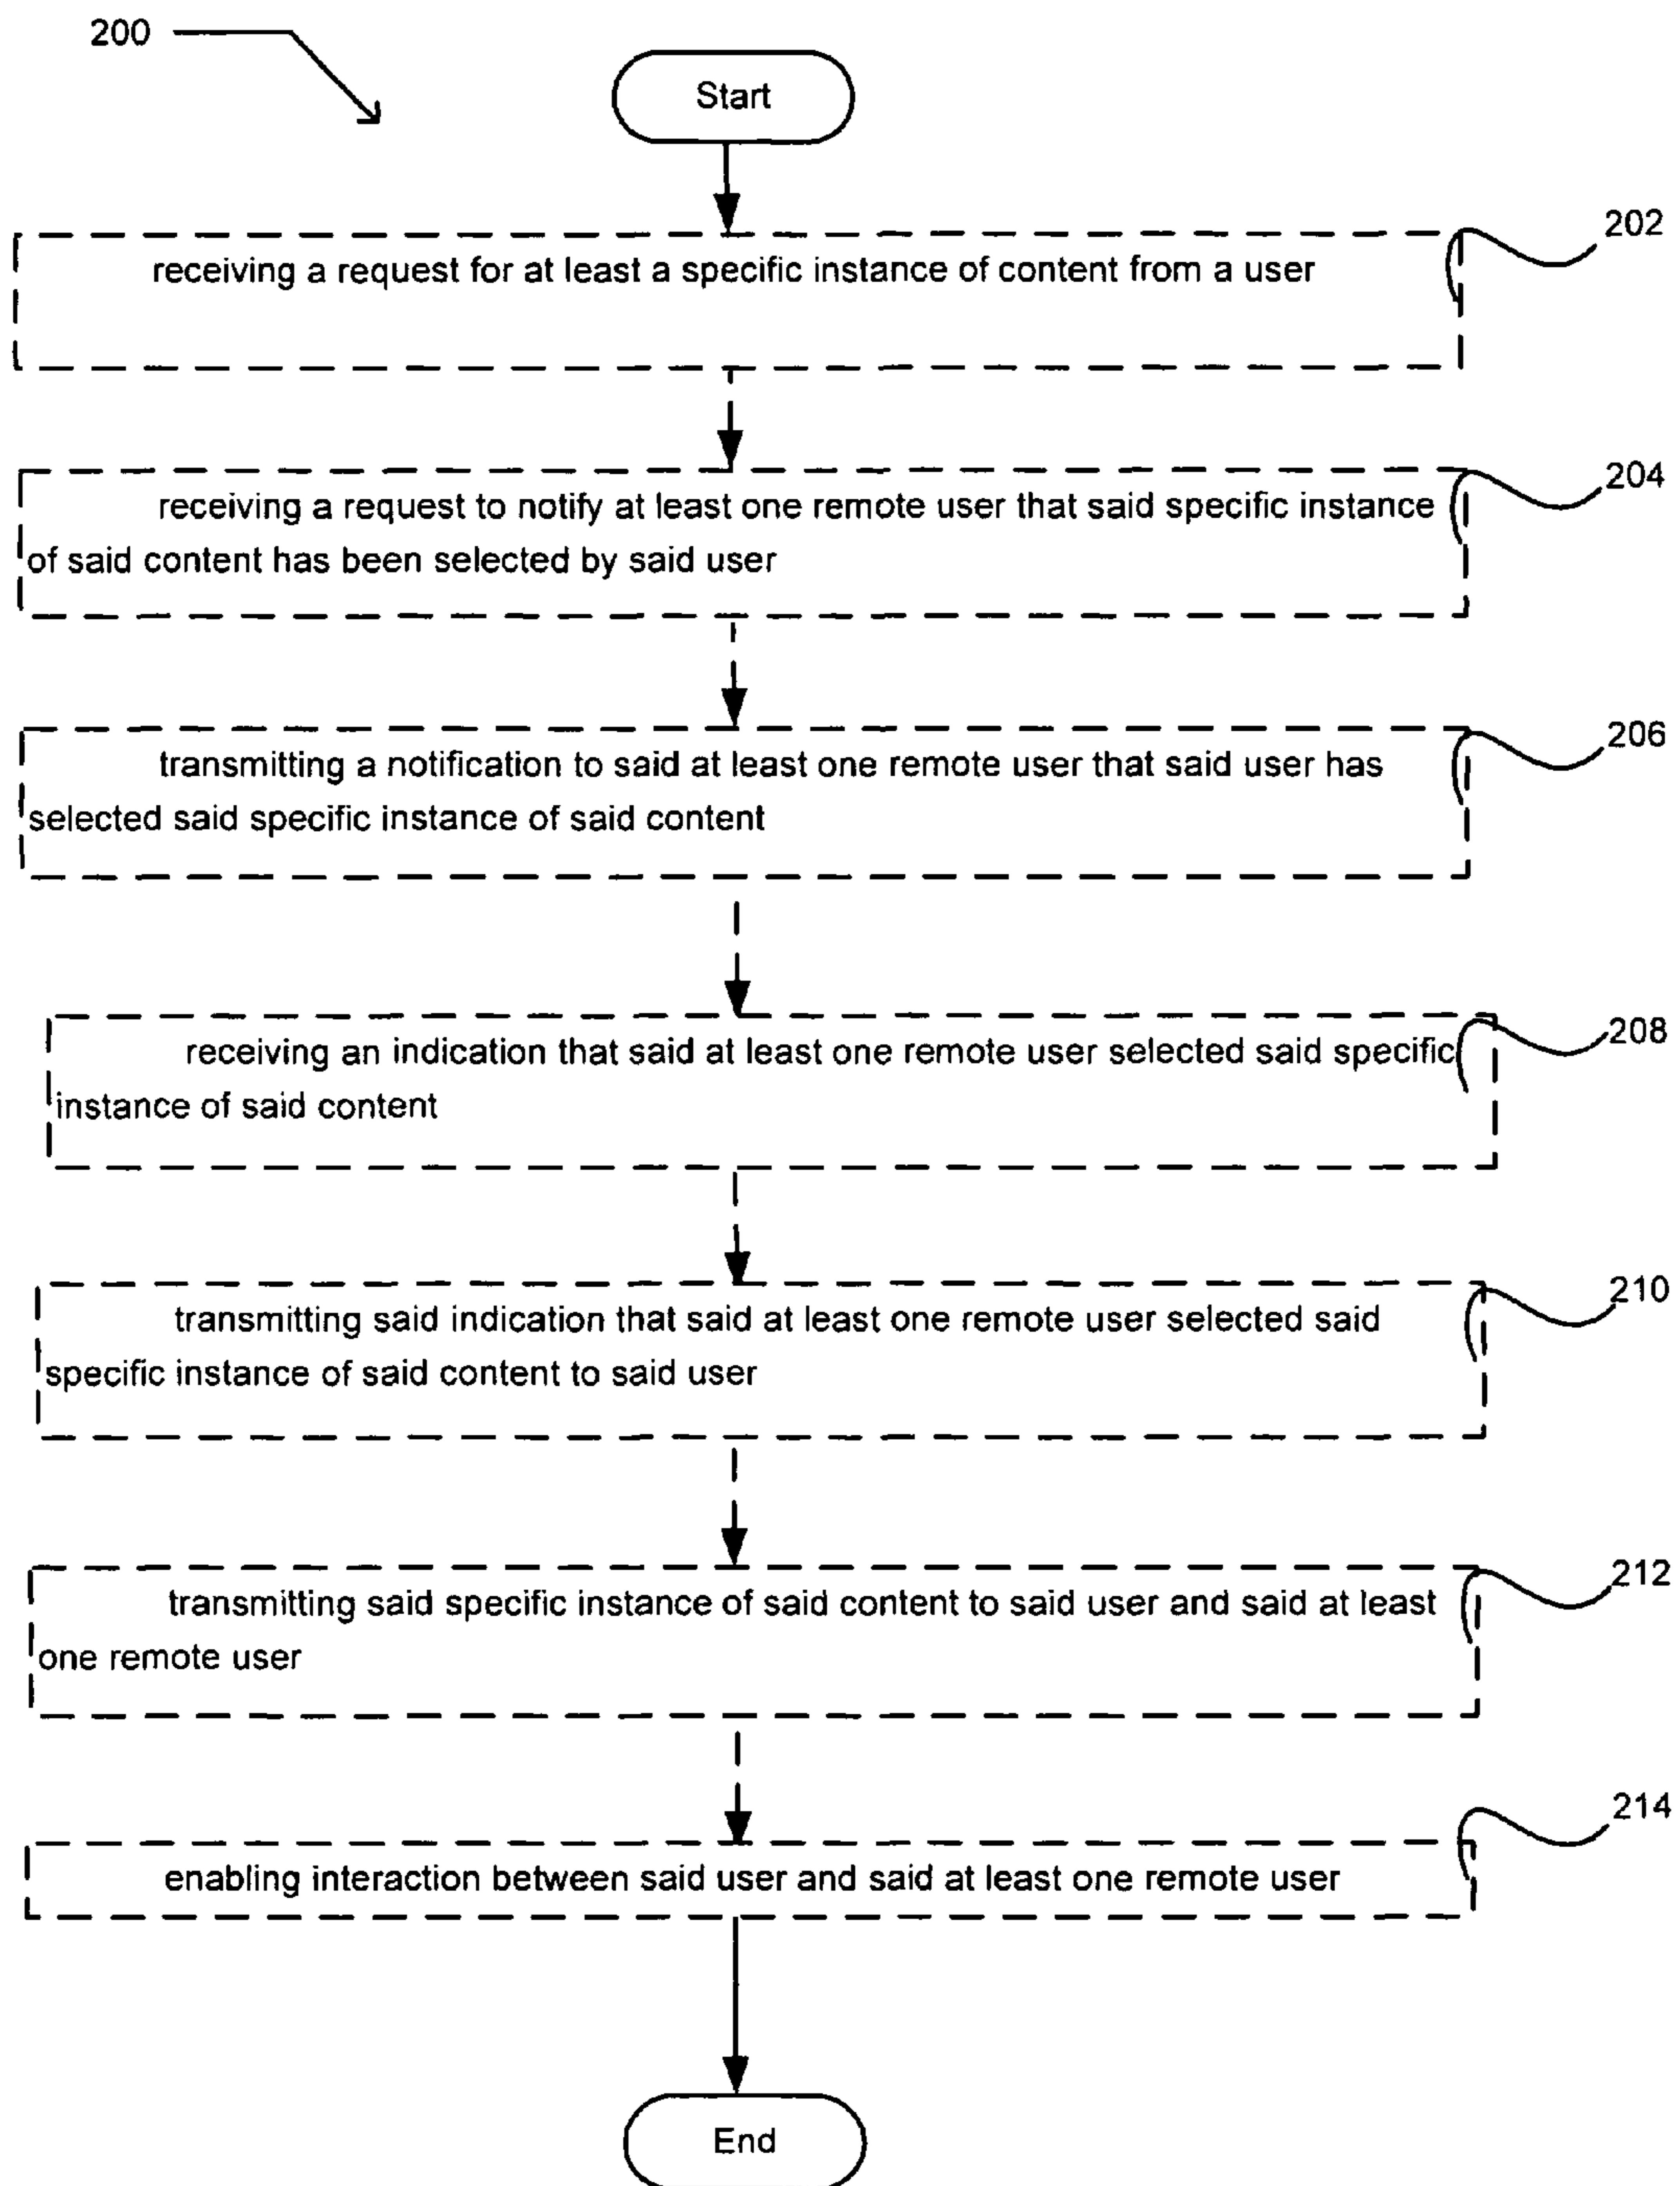 200
Start
202
receiving a request for at least a specific instance of content from a user
204
receiving a request to notify at least one remote user that said specific instance
of said content has been selected by said user
206
transmitting a notification to said at least one remote user that said user has
selected said specific instance of said content
208
receiving an indication that said at least one remote user selected said specific
instance of said content
210
transmitting said indication that said at least one remote user selected said
specific instance of said content to said user
212
transmitting said specific instance of said content to said user and said at least
one remote user
214
enabling interaction between said user and said at least one remote user
End